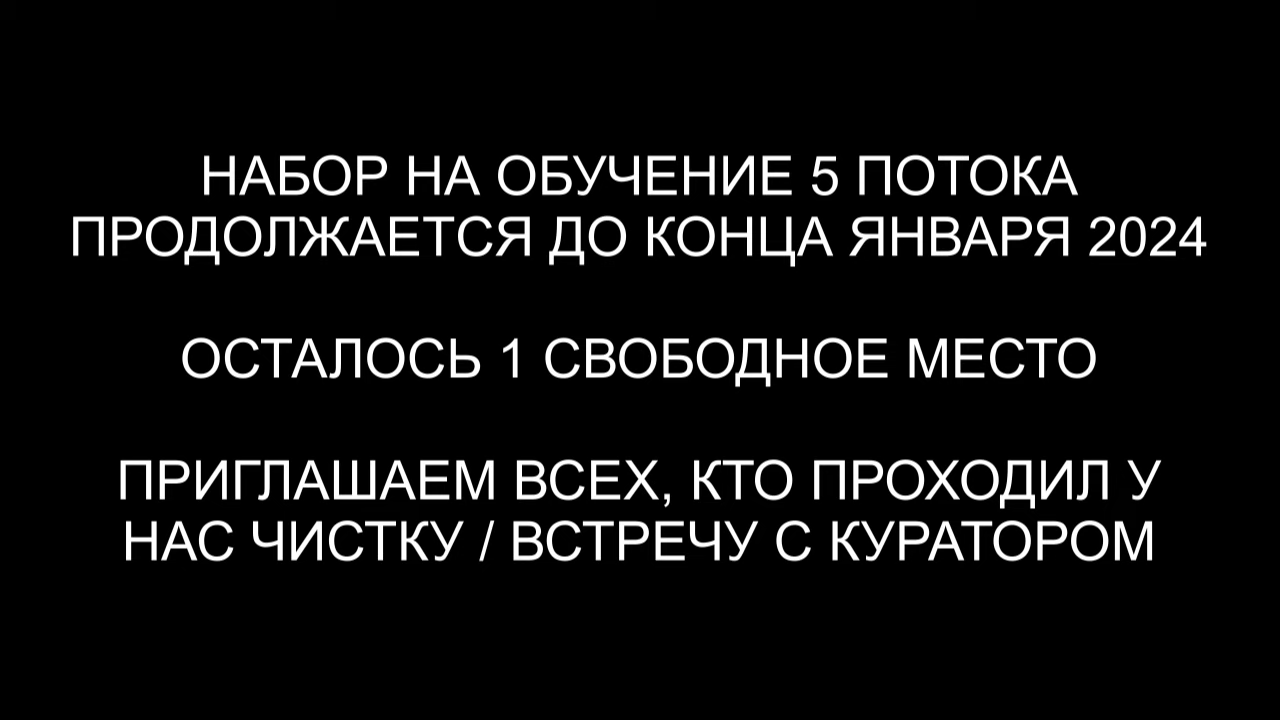 НАБОР НА ОБУЧЕНИЕ 5 ПОТОКА
ПРОДОЛЖАЕТСЯ ДО КОНЦА ЯНВАРЯ 2024
ОСТАЛОСЬ 1 СВОБОДНОЕ МЕСТО
ПРИГЛАШАЕМ ВСЕХ, КТО ПРОХОДИЛ У
НАС ЧИСТКУ / ВСТРЕЧУ С КУРАТОРОМ